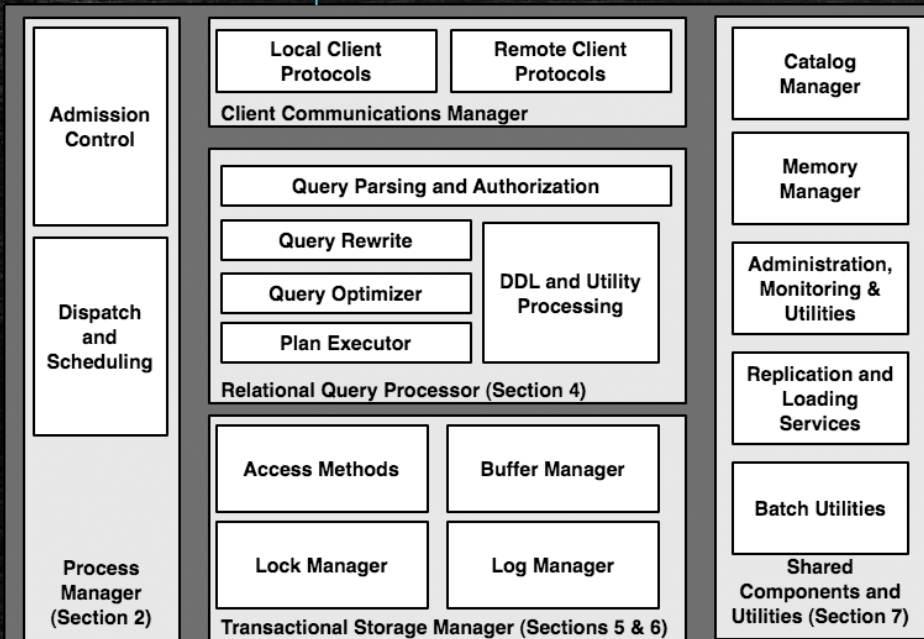 Admission
Control
Dispatch
and
Scheduling
Process
Manager
(Section 2)
Local Client
Protocols
Remote Client
Protocols
Client Communications Manager
Query Parsing and Authorization
Query Rewrite
Query Optimizer
Plan Executor
DDL and Utility
Processing
Relational Query Processor (Section 4)
Access Methods
Buffer Manager
Lock Manager
Log Manager
Transactional Storage Manager (Sections 5 & 6)
Catalog
Manager
Memory
Manager
Administration,
Monitoring &
Utilities
Replication and
Loading
Services
Batch Utilities
Shared
Components and
Utilities (Section 7)